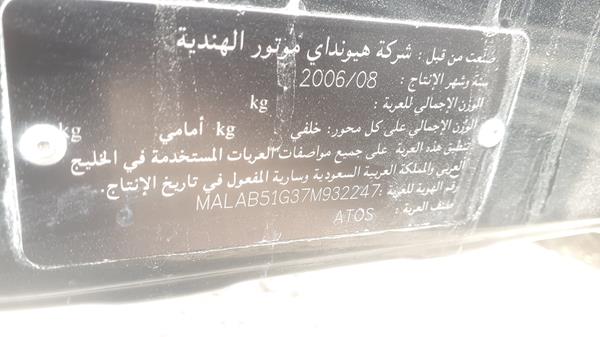 صنعت من قبل : شركة هيونداي موتور الهندية
سنة وشهر الإنتاج : 2006/08
الوزن الإجمالي للعربة : kg
الوزن الإجمالي على كل محور: خلفي kg أمامي kg
تنطبق هذه العربة على جميع مواصفات العربات المستخدمة في الخليج
العربي والمملكة العربية السعودية وسارية المفعول في تاريخ الإنتاج.
رقم الهوية للعربة: MALAB51G37M932247
صنف العربة : ATOS